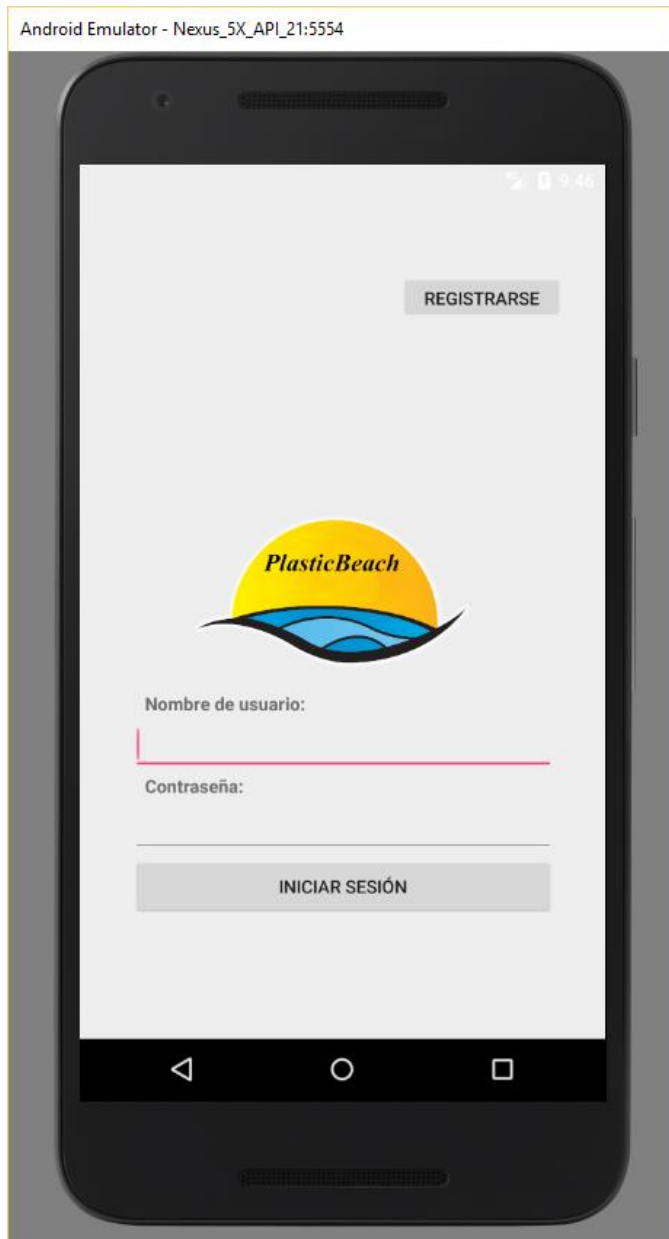 Android Emulator - Nexus_5X_API_21:5554
9:46
REGISTRARSE
PlasticBeach
Nombre de usuario:
Contraseña:
INICIAR SESIÓN